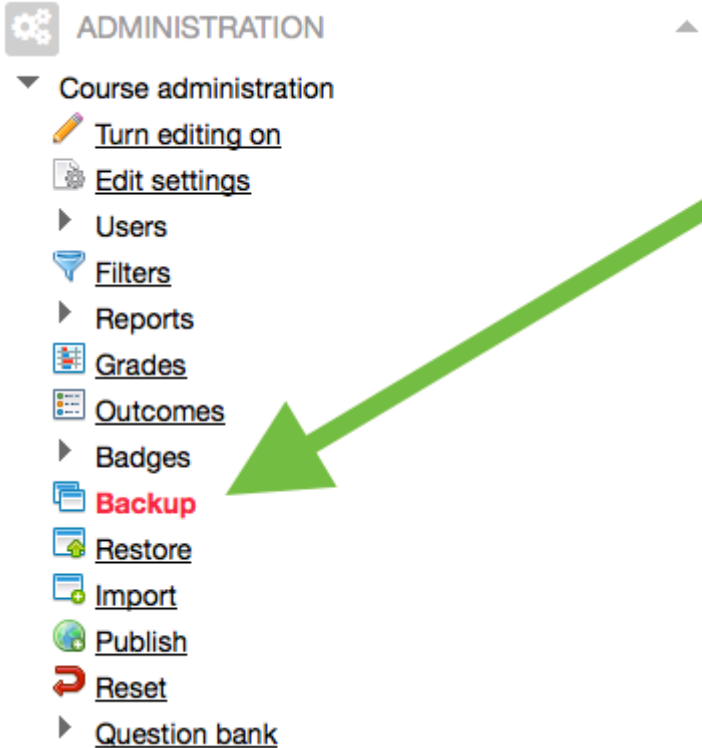 ADMINISTRATION
Course administration
Turn editing on
Edit settings
Users
Filters
Reports
Grades
Outcomes
Badges
Backup
Restore
Import
Publish
Reset
Question bank